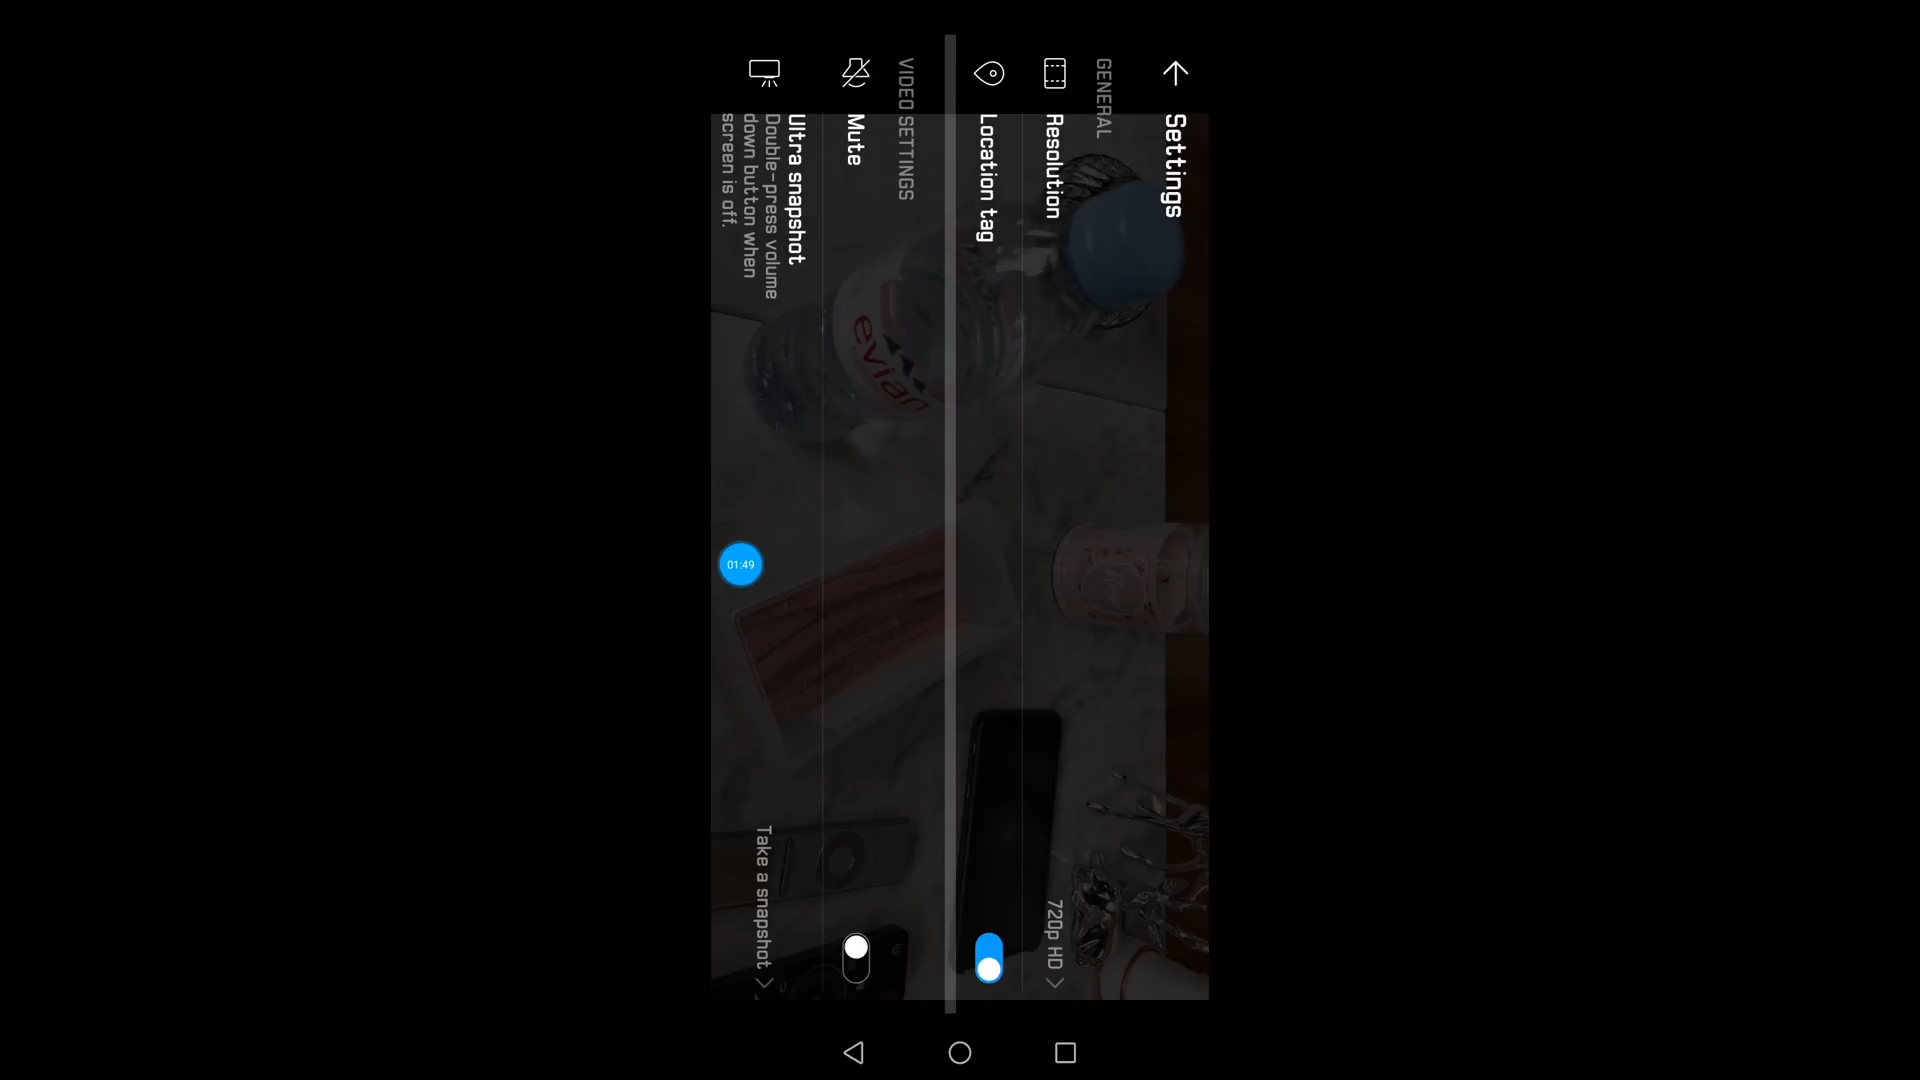 Settings
GENERAL
Resolution
720p HD
Location tag
VIDEO SETTINGS
Mute
Ultra snapshot
Double-press volume
down button when
screen is off.
Take a snapshot
01:49
evian